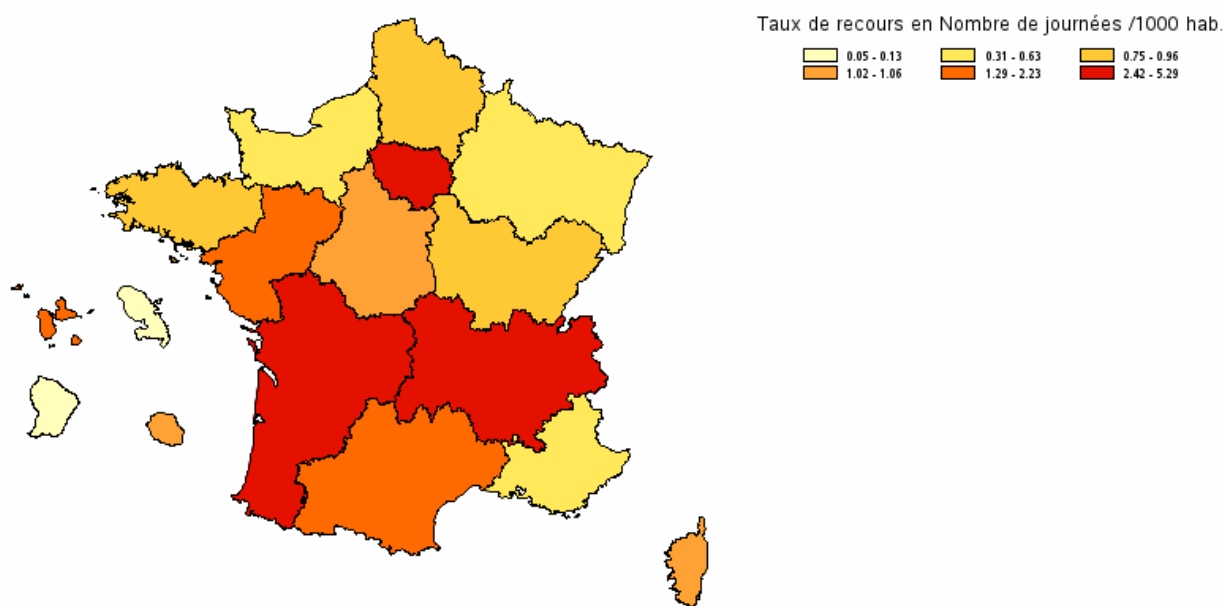 Taux de recours en Nombre de journées /1000 hab.
0.05 - 0.13 0.31 - 0.63 0.75 - 0.96
1.02 - 1.06 1.29 - 2.23 2.42 - 5.29